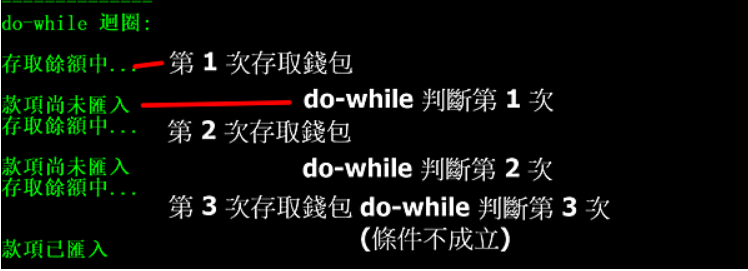 do-while 迴圈:
存取餘額中... 第 1 次存取錢包
款項尚未匯入 do-while 判斷第 1 次
存取餘額中... 第 2 次存取錢包
款項尚未匯入 do-while 判斷第 2 次
存取餘額中...
第 3 次存取錢包 do-while 判斷第 3 次
(條件不成立)
款項已匯入